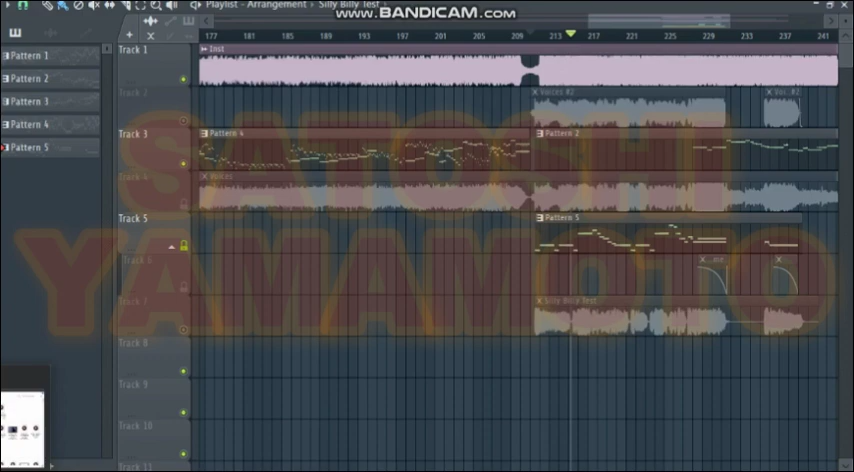 Playlist - Arrangement › Silly Billy Test ›
www.BANDICAM.com
177 181 185 189 193 197 201 205 209 213 217 221 225 229 233 237 241
Pattern 1
Pattern 2
Pattern 3
Pattern 4
Pattern 5
Track 1
Inst
Track 2
Voices #2
Voi.. #2
Track 3
Pattern 4
Pattern 2
Track 4
Voices
Track 5
Pattern 5
Track 6
...me
Track 7
Silly Billy Test
Track 8
Track 9
Track 10
Track 11
SATOSHI
YAMAMOTO